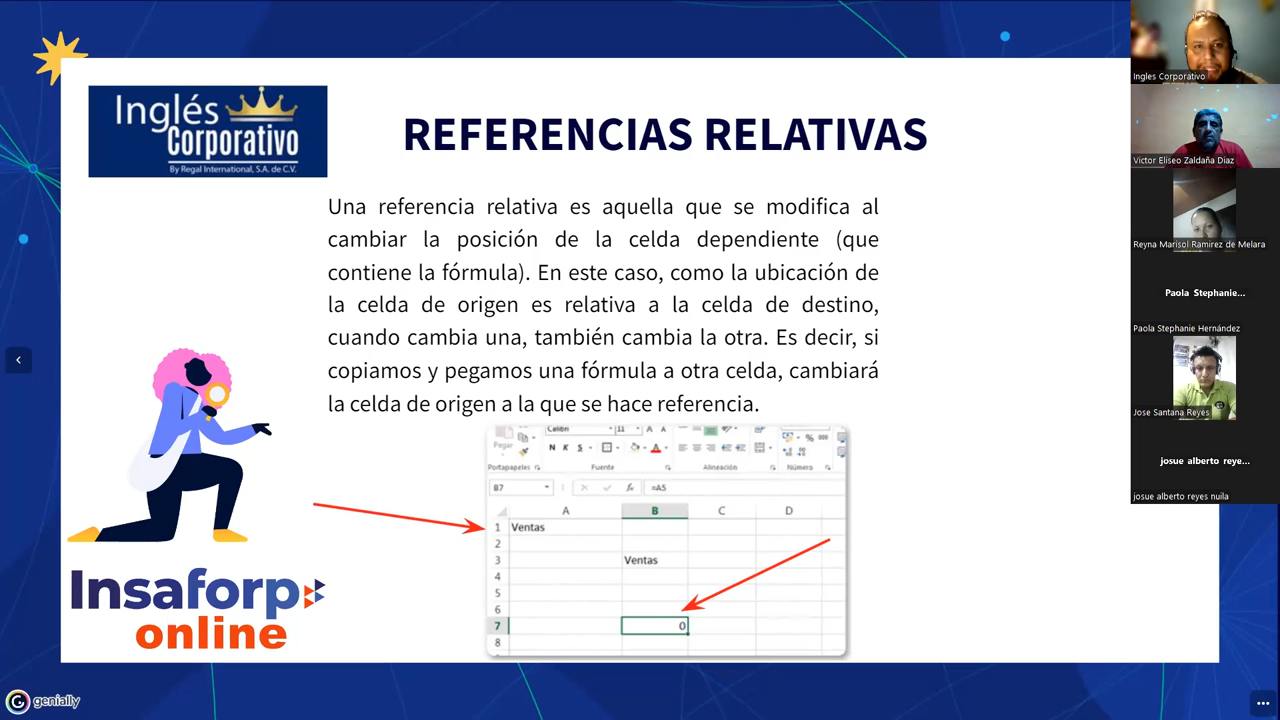 Inglés
Corporativo
By Regal International, S.A. de C.V.
REFERENCIAS RELATIVAS
Una referencia relativa es aquella que se modifica al
cambiar la posición de la celda dependiente (que
contiene la fórmula). En este caso, como la ubicación de
la celda de origen es relativa a la celda de destino,
cuando cambia una, también cambia la otra. Es decir, si
copiamos y pegamos una fórmula a otra celda, cambiará
la celda de origen a la que se hace referencia.
Pegar
Calibri 11 A A
N K S A % 000
Portapapeles Fuente Alineación Número
B7 fx =A5
A B C D
1 Ventas
2
3 Ventas
4
5
6
7 0
8
Insaforp
online
genially
Ingles Corporativo
Victor Eliseo Zaldaña Diaz
Reyna Marisol Ramirez de Melara
Paola Stephanie...
Paola Stephanie Hernández
Jose Santana Reyes
josue alberto reye...
josue alberto reyes nuila